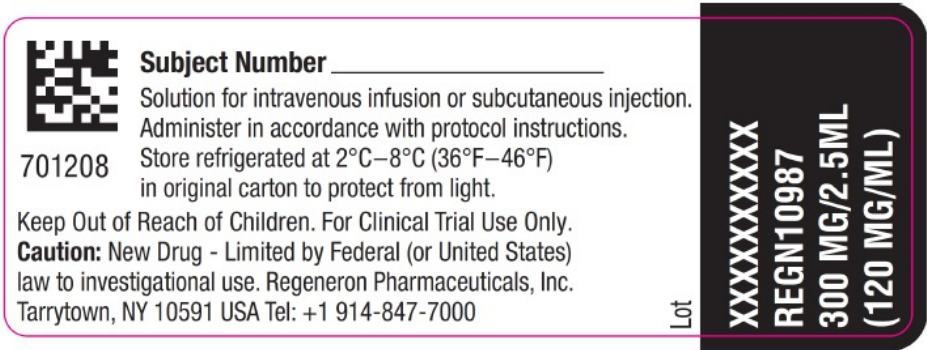 Subject Number
Solution for intravenous infusion or subcutaneous injection.
Administer in accordance with protocol instructions.
Store refrigerated at 2°C–8°C (36°F–46°F)
in original carton to protect from light.
701208
Keep Out of Reach of Children. For Clinical Trial Use Only.
Caution: New Drug - Limited by Federal (or United States)
law to investigational use. Regeneron Pharmaceuticals, Inc.
Tarrytown, NY 10591 USA Tel: +1 914-847-7000
Lot
XXXXXXXXXX
REGN10987
300 MG/2.5ML
(120 MG/ML)